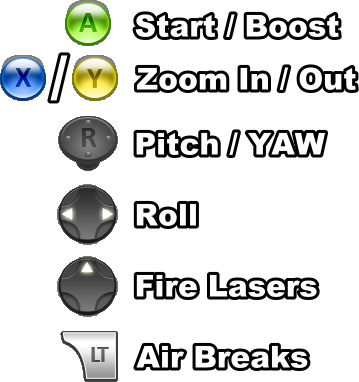 A Start / Boost
X / Y Zoom In / Out
R Pitch / YAW
Roll
Fire Lasers
LT Air Breaks